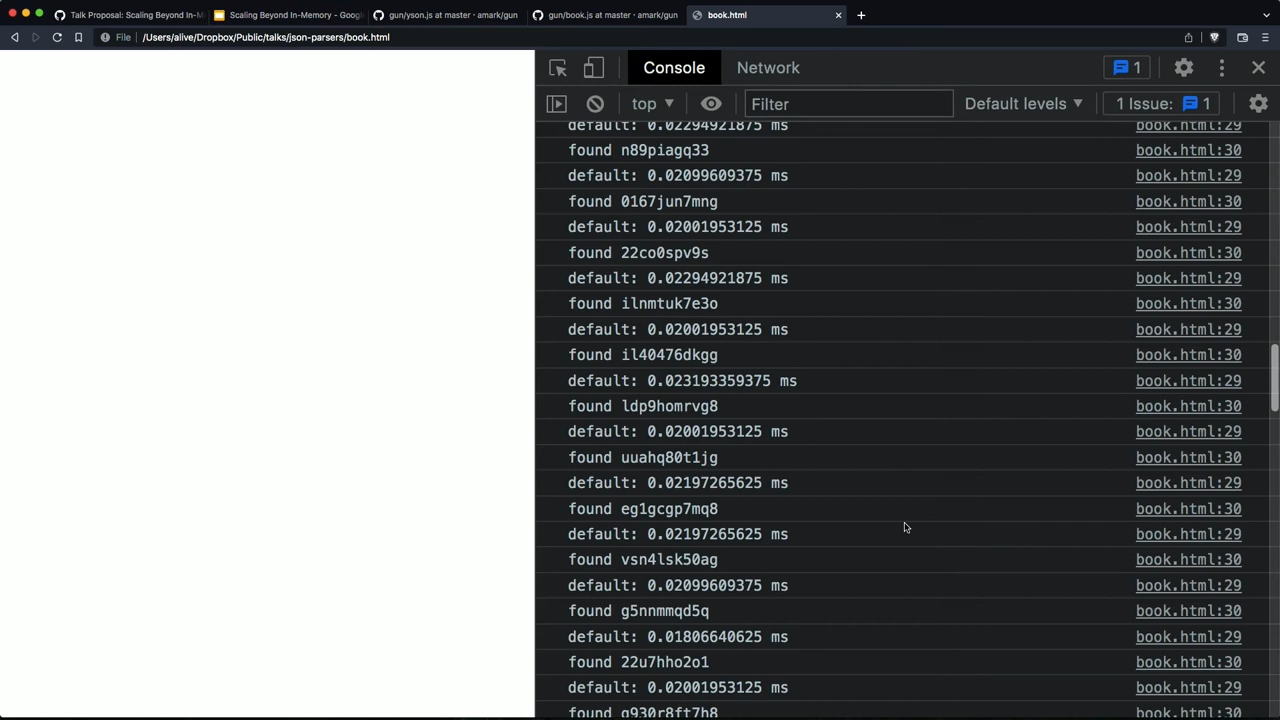 Talk Proposal: Scaling Beyond In-M
Scaling Beyond In-Memory - Googl
gun/yson.js at master · amark/gun
gun/book.js at master · amark/gun
book.html
File /Users/alive/Dropbox/Public/talks/json-parsers/book.html
Console Network 1
top Filter Default levels 1 Issue: 1
default: 0.02294921875 ms book.html:29
found n89piagq33 book.html:30
default: 0.02099609375 ms book.html:29
found 0167jun7mng book.html:30
default: 0.02001953125 ms book.html:29
found 22co0spv9s book.html:30
default: 0.02294921875 ms book.html:29
found ilnmtuk7e3o book.html:30
default: 0.02001953125 ms book.html:29
found il40476dkgg book.html:30
default: 0.023193359375 ms book.html:29
found ldp9homrvg8 book.html:30
default: 0.02001953125 ms book.html:29
found uuahq80t1jg book.html:30
default: 0.02197265625 ms book.html:29
found eg1gcgp7mq8 book.html:30
default: 0.02197265625 ms book.html:29
found vsn4lsk50ag book.html:30
default: 0.02099609375 ms book.html:29
found g5nnmmqd5q book.html:30
default: 0.01806640625 ms book.html:29
found 22u7hho2o1 book.html:30
default: 0.02001953125 ms book.html:29
found book.html:30